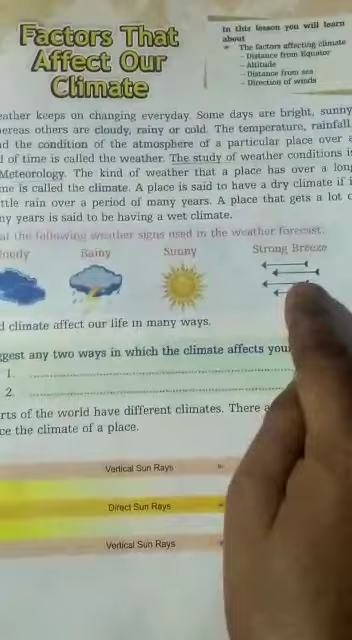 Factors That
Affect Our
Climate
In this lesson you will learn
about
The factors affecting climate
- Distance from Equator
- Altitude
- Distance from sea
- Direction of winds
eather keeps on changing everyday. Some days are bright, sunny
ereas others are cloudy, rainy or cold. The temperature, rainfall
nd the condition of the atmosphere of a particular place over a
d of time is called the weather. The study of weather conditions i
Meteorology. The kind of weather that a place has over a long
me is called the climate. A place is said to have a dry climate if i
ttle rain over a period of many years. A place that gets a lot o
ny years is said to be having a wet climate.
at the following weather signs used in the weather forecast.
loudy Rainy Sunny Strong Breeze
d climate affect our life in many ways.
ggest any two ways in which the climate affects you
1.
2.
rts of the world have different climates. There a
ce the climate of a place.
Vertical Sun Rays
Direct Sun Rays
Vertical Sun Rays